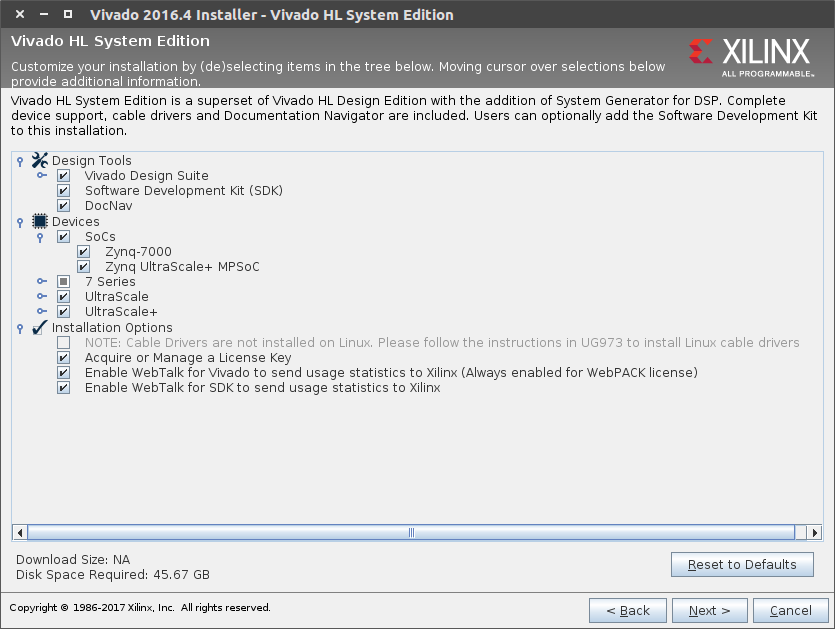 Vivado 2016.4 Installer - Vivado HL System Edition
Vivado HL System Edition
Customize your installation by (de)selecting items in the tree below. Moving cursor over selections below
provide additional information.
XILINX
ALL PROGRAMMABLE™
Vivado HL System Edition is a superset of Vivado HL Design Edition with the addition of System Generator for DSP. Complete
device support, cable drivers and Documentation Navigator are included. Users can optionally add the Software Development Kit
to this installation.
Design Tools
Vivado Design Suite
Software Development Kit (SDK)
DocNav
Devices
SoCs
Zynq-7000
Zynq UltraScale+ MPSoC
7 Series
UltraScale
UltraScale+
Installation Options
NOTE: Cable Drivers are not installed on Linux. Please follow the instructions in UG973 to install Linux cable drivers
Acquire or Manage a License Key
Enable WebTalk for Vivado to send usage statistics to Xilinx (Always enabled for WebPACK license)
Enable WebTalk for SDK to send usage statistics to Xilinx
Download Size: NA
Disk Space Required: 45.67 GB
Reset to Defaults
Copyright © 1986-2017 Xilinx, Inc. All rights reserved.
< Back
Next >
Cancel